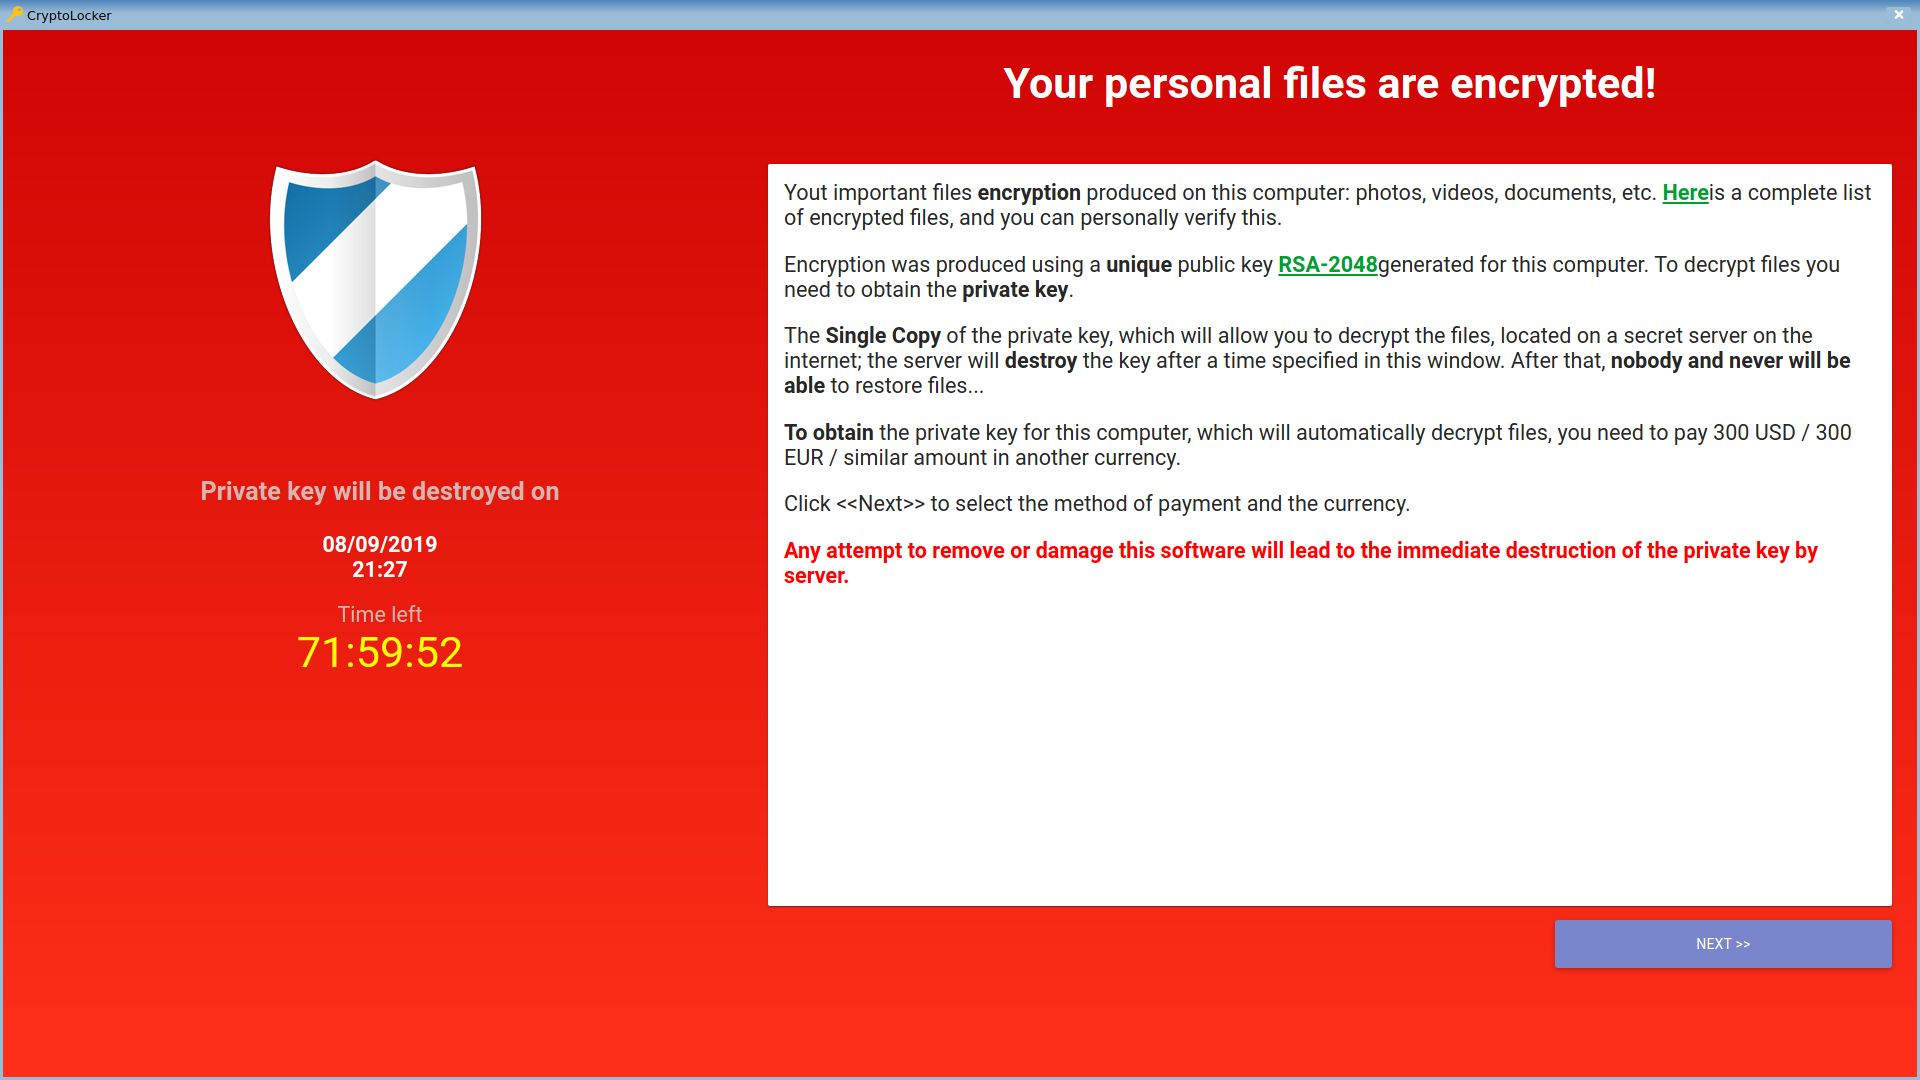 CryptoLocker
Your personal files are encrypted!
Yout important files encryption produced on this computer: photos, videos, documents, etc. Hereis a complete list
of encrypted files, and you can personally verify this.
Encryption was produced using a unique public key RSA-2048generated for this computer. To decrypt files you
need to obtain the private key.
The Single Copy of the private key, which will allow you to decrypt the files, located on a secret server on the
internet; the server will destroy the key after a time specified in this window. After that, nobody and never will be
able to restore files...
To obtain the private key for this computer, which will automatically decrypt files, you need to pay 300 USD / 300
EUR / similar amount in another currency.
Click <<Next>> to select the method of payment and the currency.
Any attempt to remove or damage this software will lead to the immediate destruction of the private key by
server.
Private key will be destroyed on
08/09/2019
21:27
Time left
71:59:52
NEXT >>